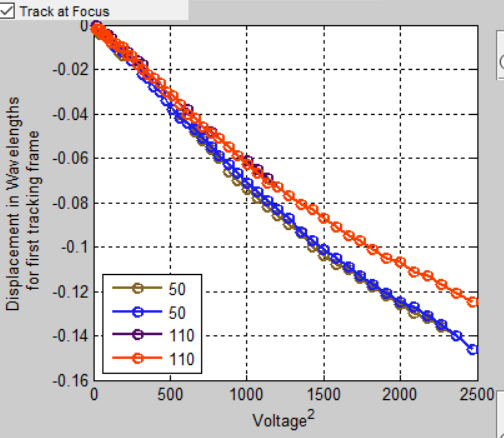 Track at Focus
Displacement in Wavelengths
for first tracking frame
0
-0.02
-0.04
-0.06
-0.08
-0.1
-0.12
-0.14
-0.16
50
50
110
110
0 500 1000 1500 2000 2500
Voltage²